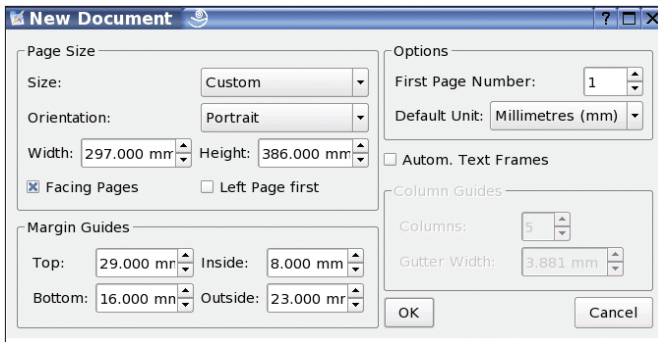 New Document
?
Page Size
Size: Custom
Orientation: Portrait
Width: 297.000 mm Height: 386.000 mm
Facing Pages Left Page first
Margin Guides
Top: 29.000 mr Inside: 8.000 mm
Bottom: 16.000 mn Outside: 23.000 mr
Options
First Page Number: 1
Default Unit: Millimetres (mm)
Autom. Text Frames
Column Guides
Columns: 5
Gutter Width: 3.881 mm
OK Cancel